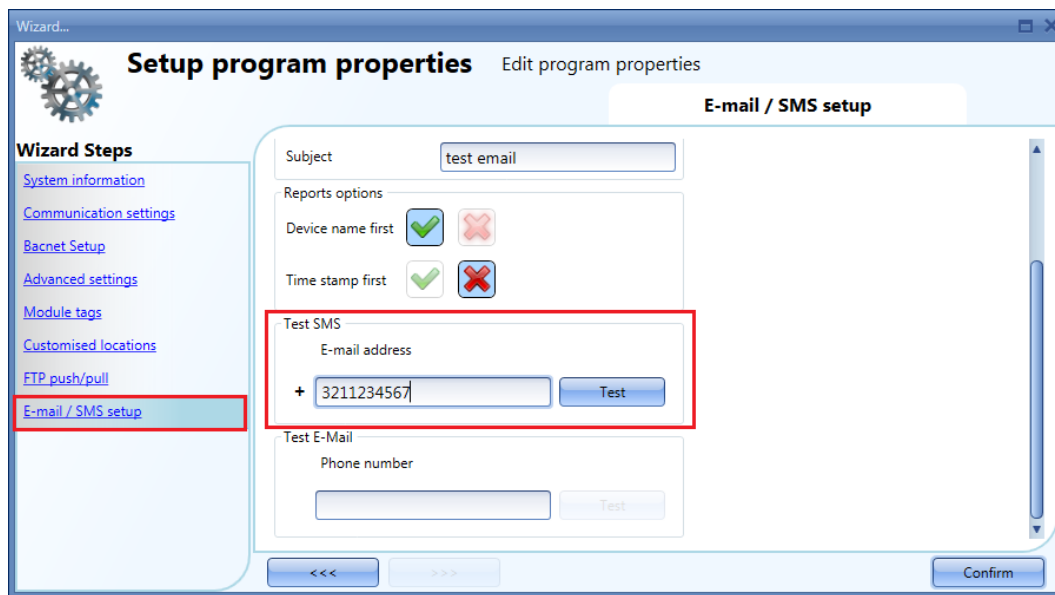 Wizard...
Setup program properties Edit program properties
E-mail / SMS setup
Wizard Steps
System information
Communication settings
Bacnet Setup
Advanced settings
Module tags
Customised locations
FTP push/pull
E-mail / SMS setup
Subject test email
Reports options
Device name first
Time stamp first
Test SMS
E-mail address
+ 3211234567 Test
Test E-Mail
Phone number
Test
<<< >>> Confirm